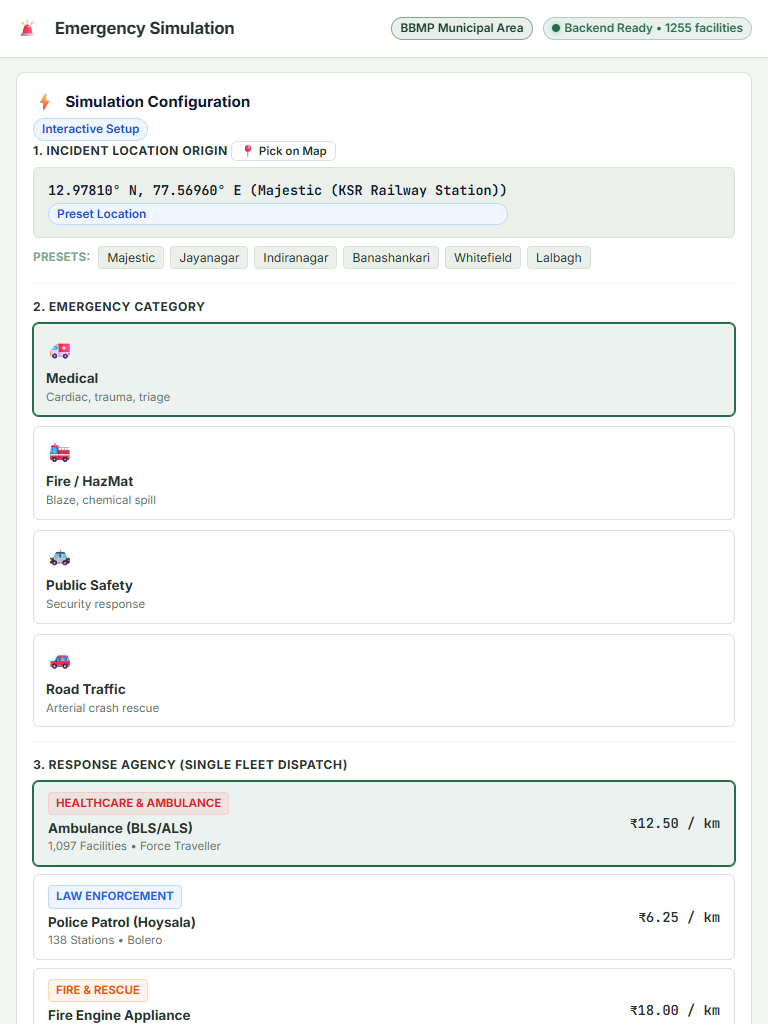 Emergency Simulation
BBMP Municipal Area
Backend Ready • 1255 facilities
Simulation Configuration
Interactive Setup
1. INCIDENT LOCATION ORIGIN
Pick on Map
12.97810° N, 77.56960° E (Majestic (KSR Railway Station))
Preset Location
PRESETS: Majestic Jayanagar Indiranagar Banashankari Whitefield Lalbagh
2. EMERGENCY CATEGORY
Medical
Cardiac, trauma, triage
Fire / HazMat
Blaze, chemical spill
Public Safety
Security response
Road Traffic
Arterial crash rescue
3. RESPONSE AGENCY (SINGLE FLEET DISPATCH)
HEALTHCARE & AMBULANCE
Ambulance (BLS/ALS)
1,097 Facilities • Force Traveller
₹12.50 / km
LAW ENFORCEMENT
Police Patrol (Hoysala)
138 Stations • Bolero
₹6.25 / km
FIRE & RESCUE
Fire Engine Appliance
₹18.00 / km